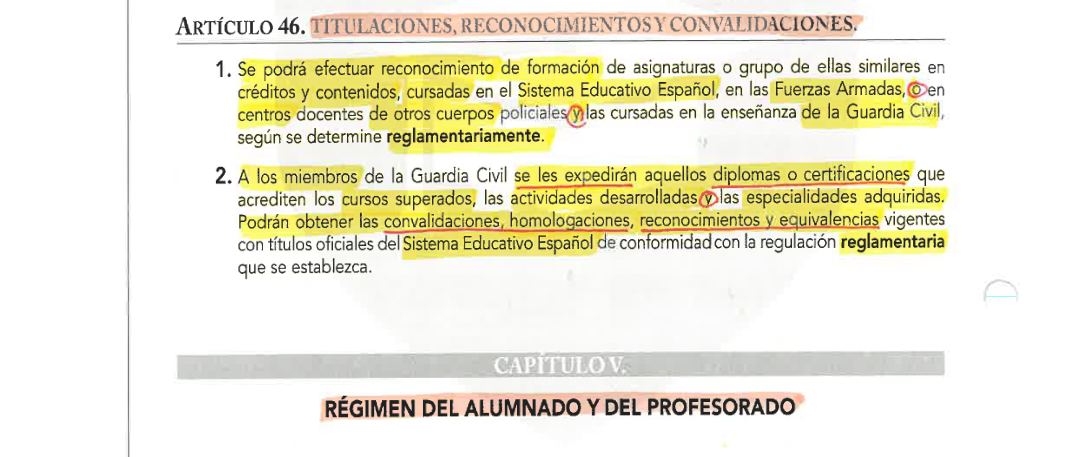 ARTÍCULO 46. TITULACIONES, RECONOCIMIENTOS Y CONVALIDACIONES.
1. Se podrá efectuar reconocimiento de formación de asignaturas o grupo de ellas similares en
créditos y contenidos, cursadas en el Sistema Educativo Español, en las Fuerzas Armadas, o en
centros docentes de otros cuerpos policiales y las cursadas en la enseñanza de la Guardia Civil,
según se determine reglamentariamente.
2. A los miembros de la Guardia Civil se les expedirán aquellos diplomas o certificaciones que
acrediten los cursos superados, las actividades desarrolladas y las especialidades adquiridas.
Podrán obtener las convalidaciones, homologaciones, reconocimientos y equivalencias vigentes
con títulos oficiales del Sistema Educativo Español de conformidad con la regulación reglamentaria
que se establezca.
CAPÍTULO V.
RÉGIMEN DEL ALUMNADO Y DEL PROFESORADO